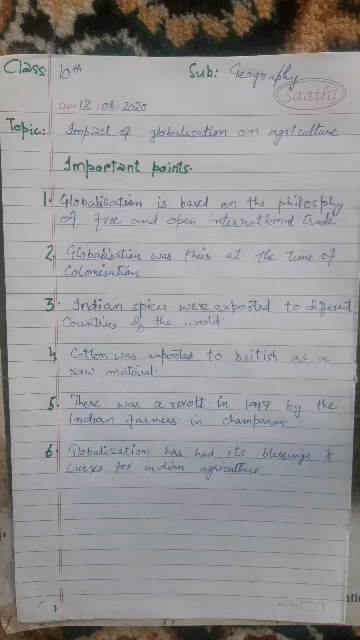 Class: 10th Sub: Geography
Saathi
Date 12.08.2020
Topic: Impact of globalisation on agriculture
Important points.
1. Globalisation is based on the philosphy
of free and open international trade
2. Globalisation was their at the time of
Colonisation
3. Indian spices were exported to different
Countries of the world.
4. Cotton was exported to british as a
raw material.
5. There was a revolt in 1917 by the
indian farmers in champaran.
6. Globalization has had its blessings &
curses for indian agriculture